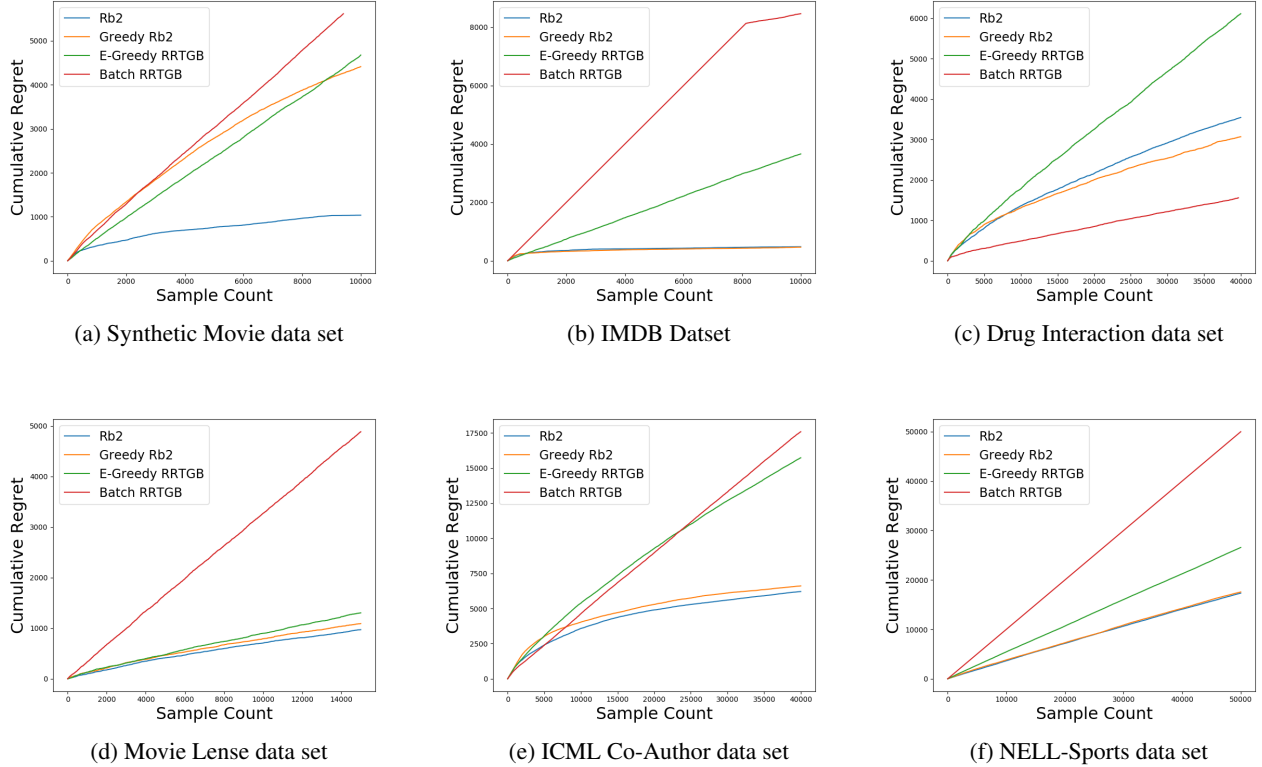 Rb2
Greedy Rb2
E-Greedy RRTGB
Batch RRTGB
Cumulative Regret
5000
4000
3000
2000
1000
0
0 2000 4000 6000 8000 10000
Sample Count
(a) Synthetic Movie data set
Rb2
Greedy Rb2
E-Greedy RRTGB
Batch RRTGB
Cumulative Regret
8000
6000
4000
2000
0
0 2000 4000 6000 8000 10000
Sample Count
(b) IMDB Datset
Rb2
Greedy Rb2
E-Greedy RRTGB
Batch RRTGB
Cumulative Regret
6000
5000
4000
3000
2000
1000
0
0 5000 10000 15000 20000 25000 30000 35000 40000
Sample Count
(c) Drug Interaction data set
Rb2
Greedy Rb2
E-Greedy RRTGB
Batch RRTGB
Cumulative Regret
5000
4000
3000
2000
1000
0
0 2000 4000 6000 8000 10000 12000 14000
Sample Count
(d) Movie Lense data set
Rb2
Greedy Rb2
E-Greedy RRTGB
Batch RRTGB
Cumulative Regret
17500
15000
12500
10000
7500
5000
2500
0
0 5000 10000 15000 20000 25000 30000 35000 40000
Sample Count
(e) ICML Co-Author data set
Rb2
Greedy Rb2
E-Greedy RRTGB
Batch RRTGB
Cumulative Regret
50000
40000
30000
20000
10000
0
0 10000 20000 30000 40000 50000
Sample Count
(f) NELL-Sports data set